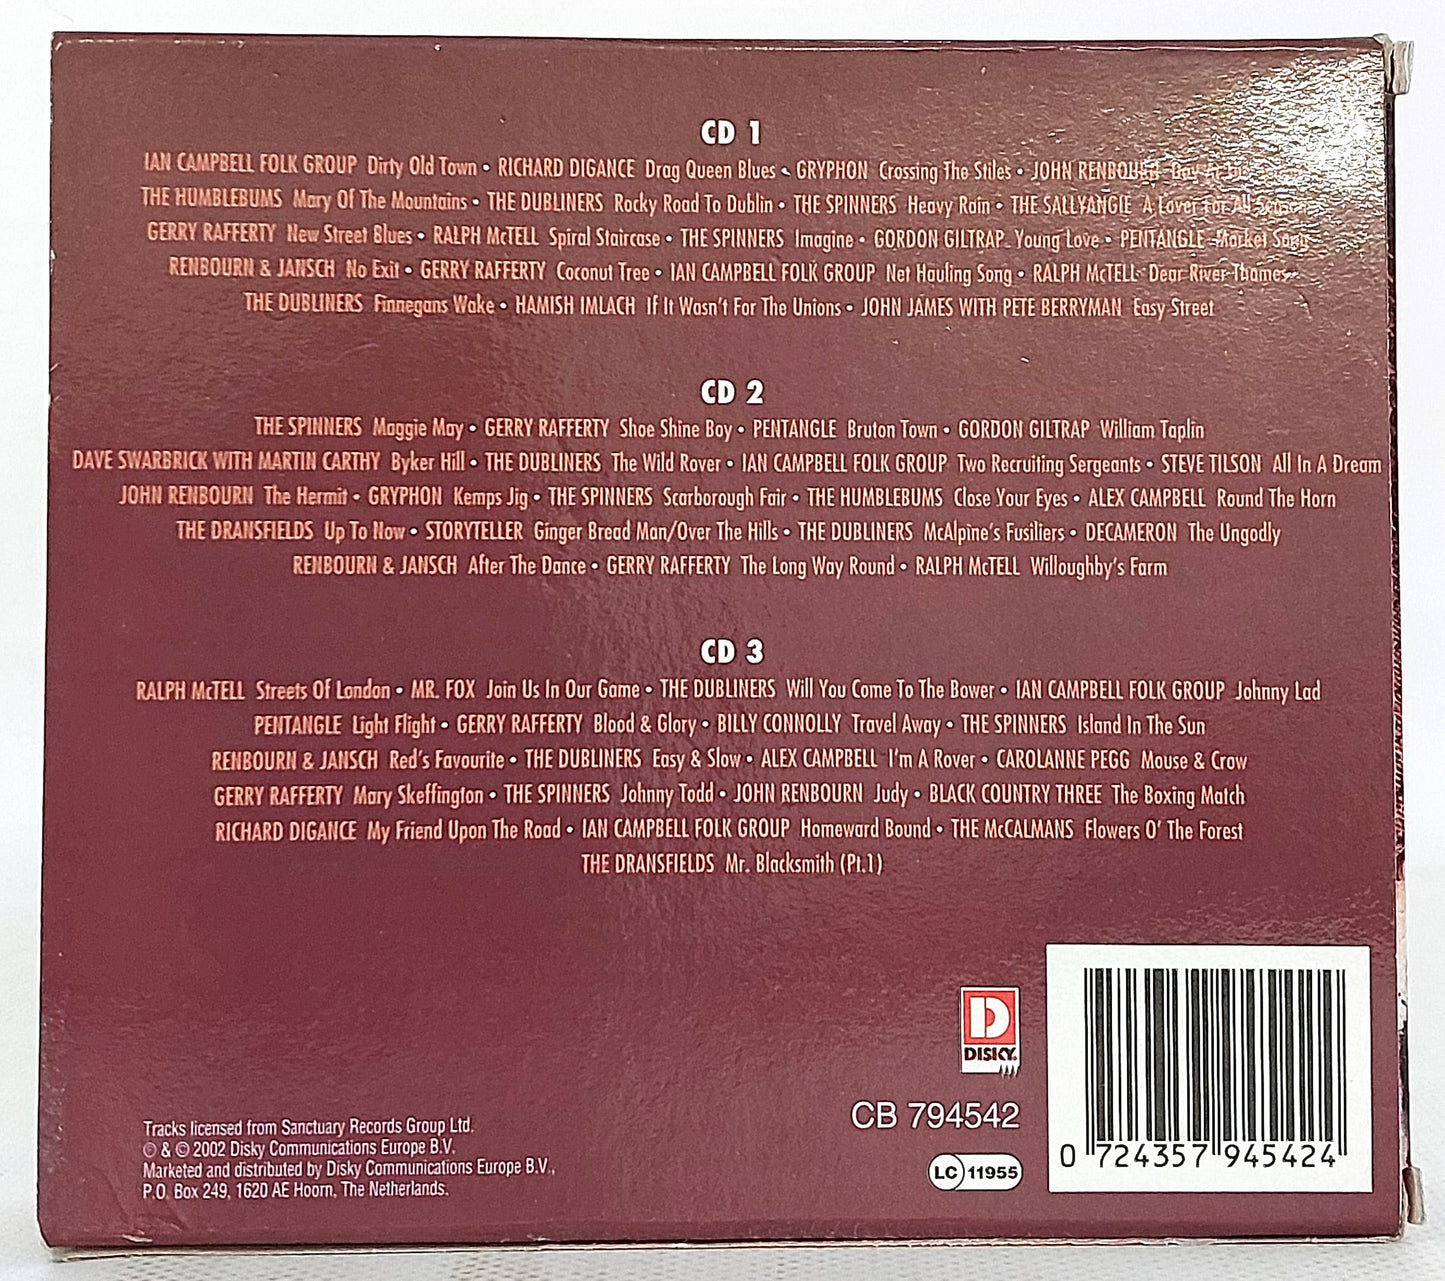 CD 1
IAN CAMPBELL FOLK GROUP Dirty Old Town • RICHARD DIGANCE Drag Queen Blues • GRYPHON Crossing The Stiles • JOHN RENBOURN
THE HUMBLEBUMS Mary Of The Mountains • THE DUBLINERS Rocky Road To Dublin • THE SPINNERS Heavy Rain • THE SALLYANGIE A Lover For All Seasons
GERRY RAFFERTY New Street Blues • RALPH McTELL Spiral Staircase • THE SPINNERS Imagine • GORDON GILTRAP Young Love • PENTANGLE Market Song
RENBOURN & JANSCH No Exit • GERRY RAFFERTY Coconut Tree • IAN CAMPBELL FOLK GROUP Net Hauling Song • RALPH McTELL Dear River Thames
THE DUBLINERS Finnegans Wake • HAMISH IMLACH If It Wasn't For The Unions • JOHN JAMES WITH PETE BERRYMAN Easy Street
CD 2
THE SPINNERS Maggie May • GERRY RAFFERTY Shoe Shine Boy • PENTANGLE Bruton Town • GORDON GILTRAP William Taplin
DAVE SWARBRICK WITH MARTIN CARTHY Byker Hill • THE DUBLINERS The Wild Rover • IAN CAMPBELL FOLK GROUP Two Recruiting Sergeants • STEVE TILSON All In A Dream
JOHN RENBOURN The Hermit • GRYPHON Kemps Jig • THE SPINNERS Scarborough Fair • THE HUMBLEBUMS Close Your Eyes • ALEX CAMPBELL Round The Horn
THE DRANSFIELDS Up To Now • STORYTELLER Ginger Bread Man/Over The Hills • THE DUBLINERS McAlpine's Fusiliers • DECAMERON The Ungodly
RENBOURN & JANSCH After The Dance • GERRY RAFFERTY The Long Way Round • RALPH McTELL Willoughby's Farm
CD 3
RALPH McTELL Streets Of London • MR. FOX Join Us In Our Game • THE DUBLINERS Will You Come To The Bower • IAN CAMPBELL FOLK GROUP Johnny Lad
PENTANGLE Light Flight • GERRY RAFFERTY Blood & Glory • BILLY CONNOLLY Travel Away • THE SPINNERS Island In The Sun
RENBOURN & JANSCH Red's Favourite • THE DUBLINERS Easy & Slow • ALEX CAMPBELL I'm A Rover • CAROLANNE PEGG Mouse & Crow
GERRY RAFFERTY Mary Skeffington • THE SPINNERS Johnny Todd • JOHN RENBOURN Judy • BLACK COUNTRY THREE The Boxing Match
RICHARD DIGANCE My Friend Upon The Road • IAN CAMPBELL FOLK GROUP Homeward Bound • THE McCALMANS Flowers O' The Forest
THE DRANSFIELDS Mr. Blacksmith (Pt.1)
D
DISKY.
CB 794542
LC 11955
0 724357 945424
Tracks licensed from Sanctuary Records Group Ltd.
℗ & © 2002 Disky Communications Europe B.V.
Marketed and distributed by Disky Communications Europe B.V.,
P.O. Box 249, 1620 AE Hoorn, The Netherlands.